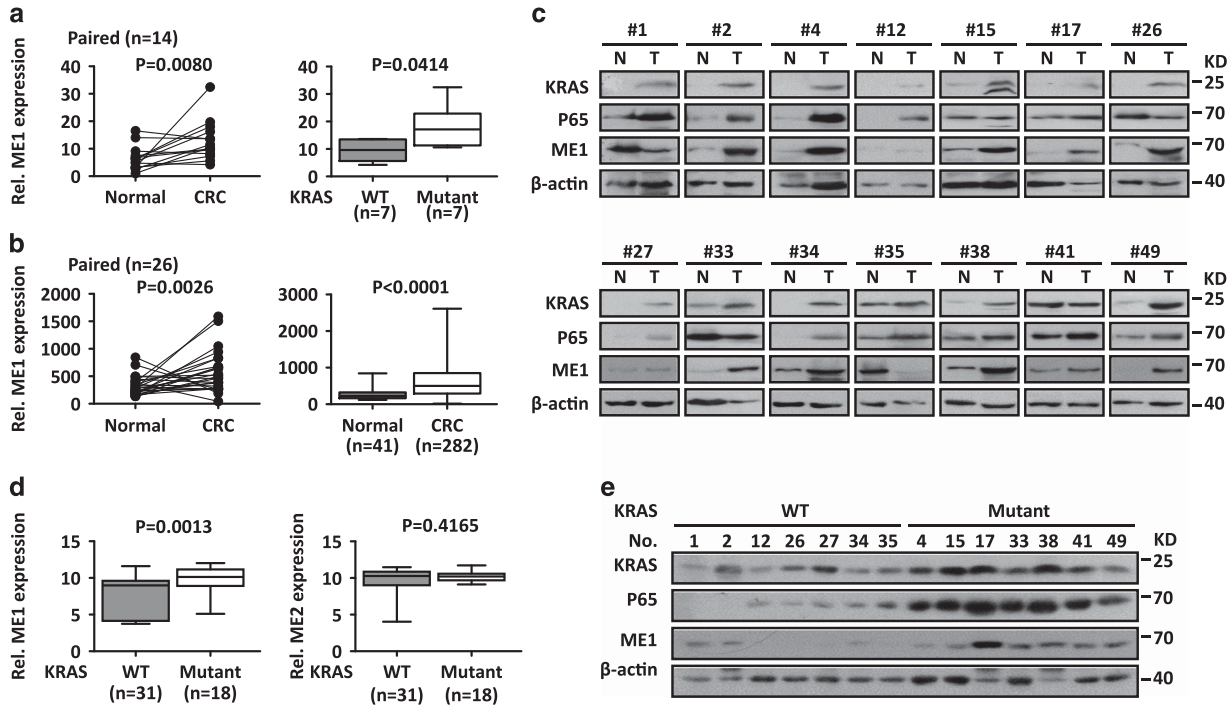 a
Paired (n=14)
P=0.0080
Rel. ME1 expression
40
30
20
10
0
Normal CRC
P=0.0414
40
30
20
10
0
KRAS WT Mutant
(n=7) (n=7)
b
Paired (n=26)
P=0.0026
Rel. ME1 expression
2000
1500
1000
500
0
Normal CRC
P<0.0001
3000
2000
1000
0
Normal CRC
(n=41) (n=282)
c
#1 #2 #4 #12 #15 #17 #26
N T N T N T N T N T N T N T KD
KRAS 25
P65 70
ME1 70
β-actin 40
#27 #33 #34 #35 #38 #41 #49
N T N T N T N T N T N T N T KD
KRAS 25
P65 70
ME1 70
β-actin 40
d
P=0.0013
Rel. ME1 expression
15
10
5
0
KRAS WT Mutant
(n=31) (n=18)
P=0.4165
Rel. ME2 expression
15
10
5
0
KRAS WT Mutant
(n=31) (n=18)
e
KRAS WT Mutant
No. 1 2 12 26 27 34 35 4 15 17 33 38 41 49 KD
KRAS 25
P65 70
ME1 70
β-actin 40